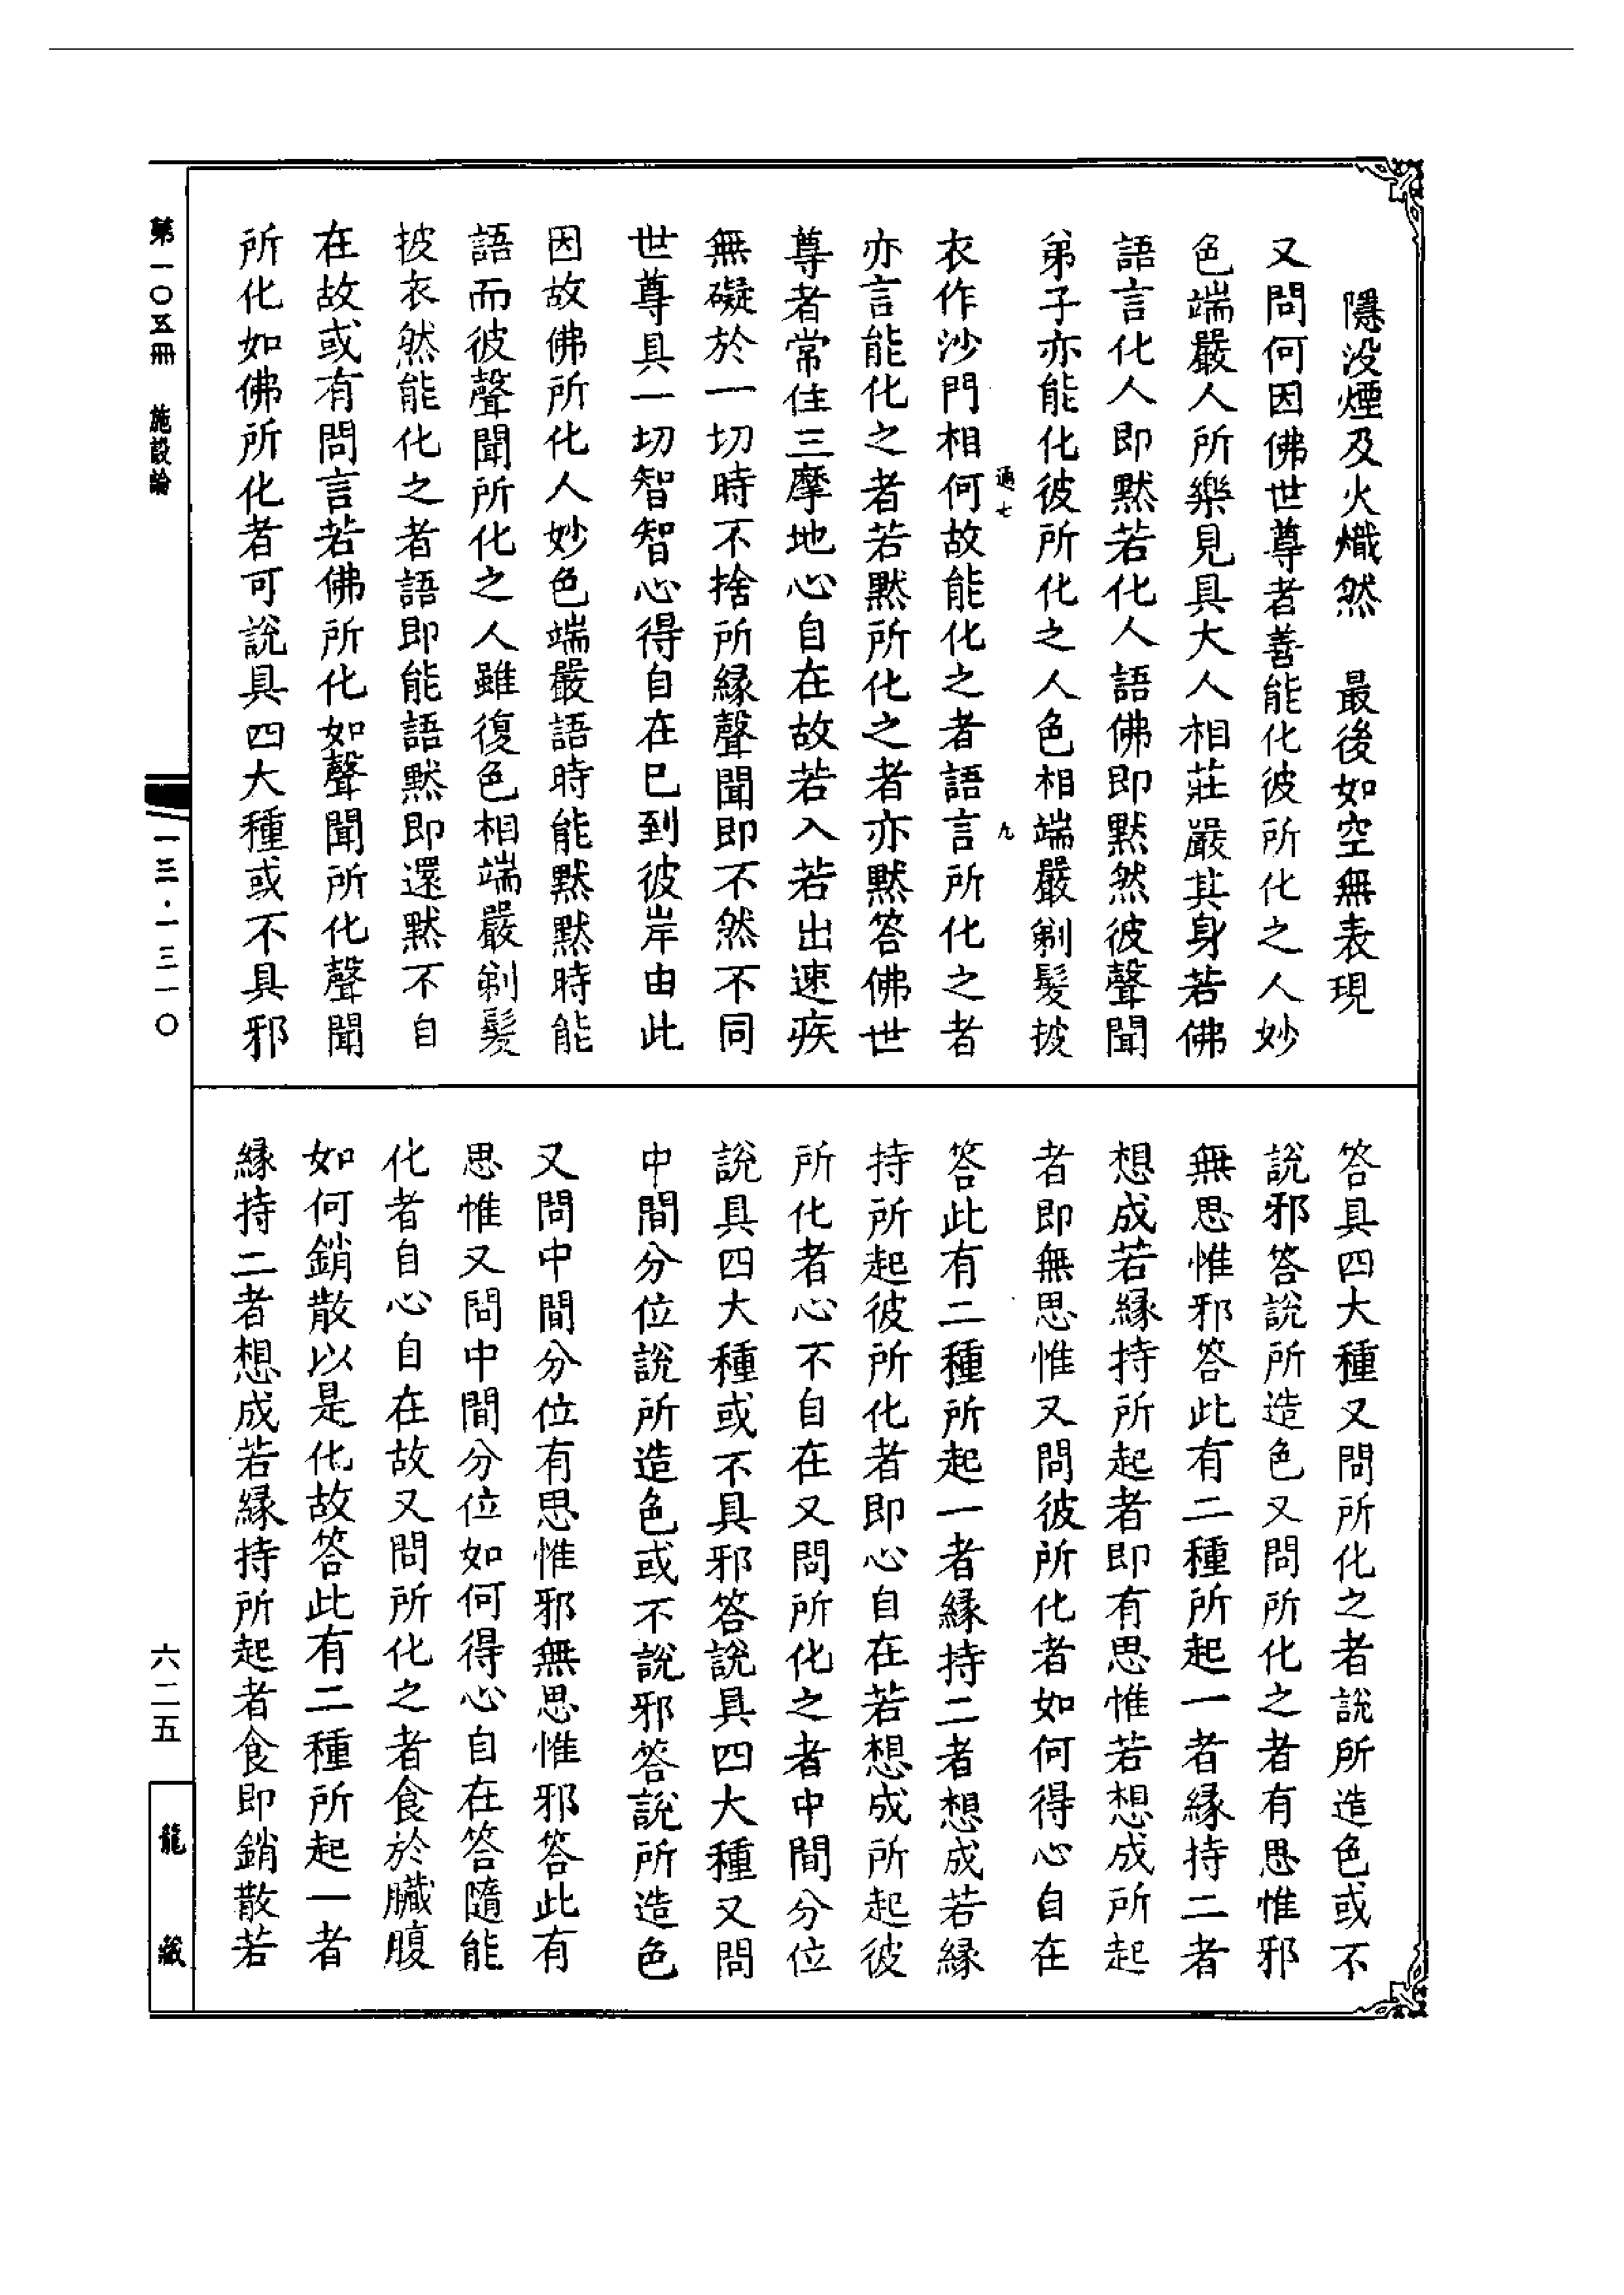 隱沒煙及火熾然　最後如空無表現
又問何因佛世尊者善能化彼所化之人妙
色端嚴人所樂見具大人相莊嚴其身若佛
語言化人即默若化人語佛即默然彼聲聞
弟子亦能化彼所化之人色相端嚴剃髮披
衣作沙門相何故能化之者語言所化之者
亦言能化之者若默所化之者亦默答佛世
尊者常住三摩地心自在故若入若出速疾
無礙於一切時不捨所緣聲聞即不然不同
世尊具一切智智心得自在已到彼岸由此
因故佛所化人妙色端嚴語時能默默時能
語而彼聲聞所化之人雖復色相端嚴剃髮
披衣然能化之者語即能語默即還默不自
在故或有問言若佛所化如聲聞所化聲聞
所化如佛所化者可說具四大種或不具邪
答具四大種又問所化之者說所造色或不
說邪答說所造色又問所化之者有思惟邪
無思惟邪答此有二種所起一者緣持二者
想成若緣持所起者即有思惟若想成所起
者即無思惟又問彼所化者如何得心自在
答此有二種所起一者緣持二者想成若緣
持所起彼所化者即心自在若想成所起彼
所化者心不自在又問所化之者中間分位
說具四大種或不具邪答說具四大種又問
中間分位說所造色或不說邪答說所造色
又問中間分位有思惟邪無思惟邪答此有
思惟又問中間分位如何得心自在答隨能
化者自心自在故又問所化之者食於臟腹
如何銷散以是化故答此有二種所起一者
緣持二者想成若緣持所起者食即銷散若
第一〇五冊　施設論
一三·一三一〇
六二五
龍藏
九